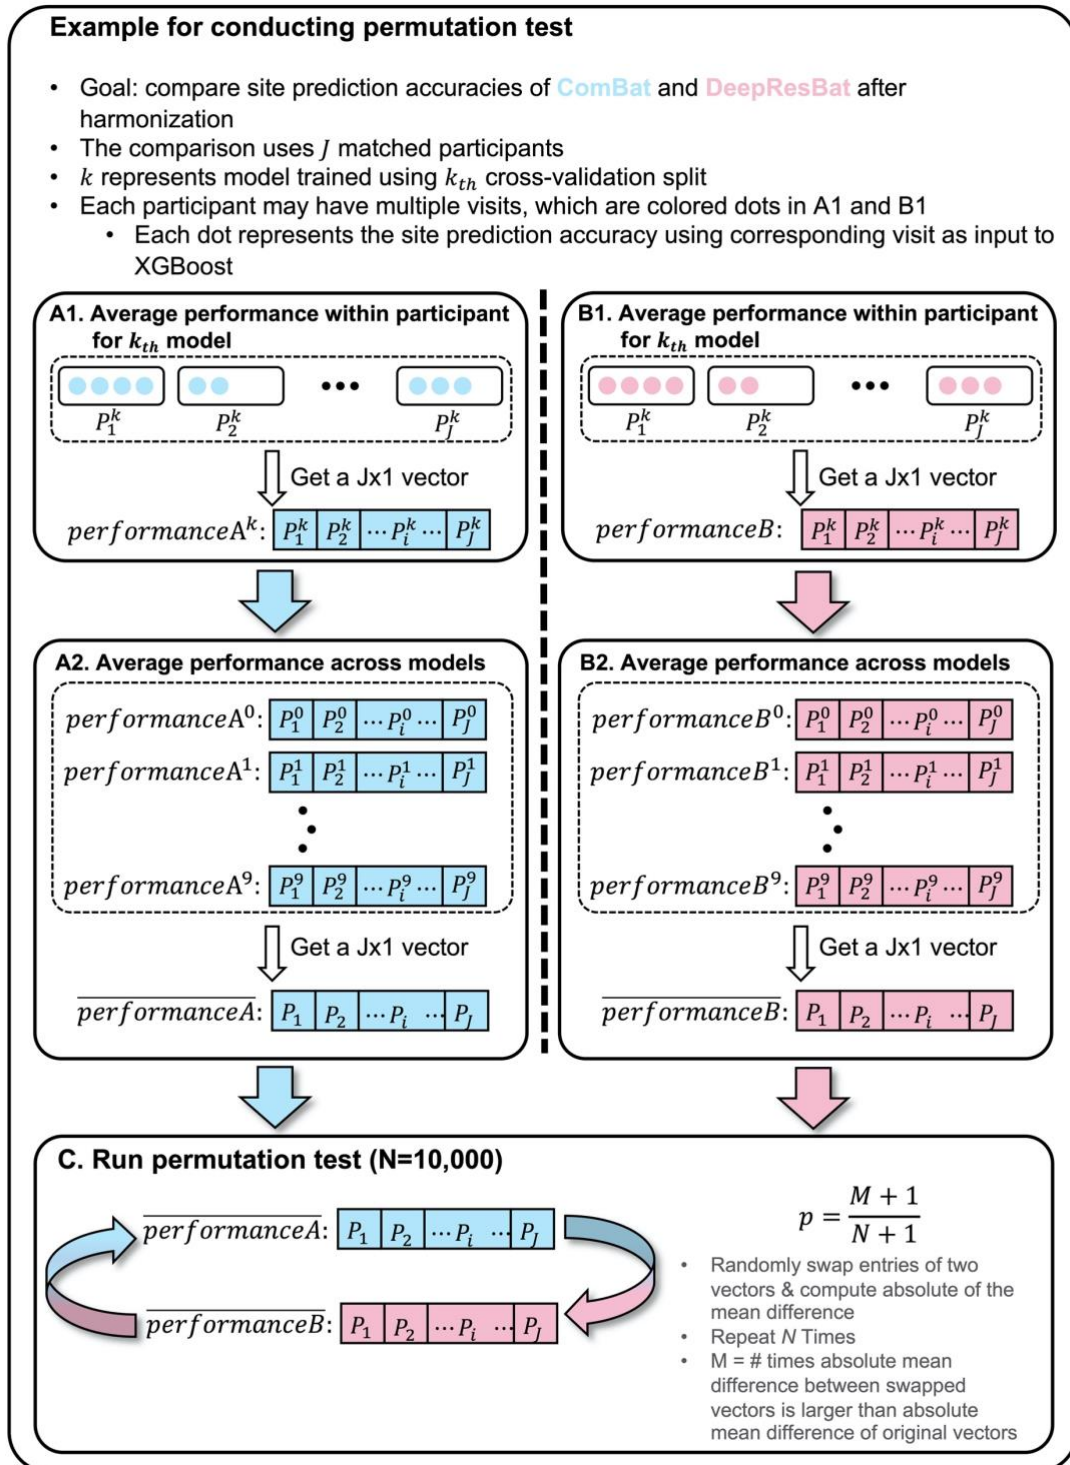 Example for conducting permutation test
• Goal: compare site prediction accuracies of ComBat and DeepResBat after
harmonization
• The comparison uses J matched participants
• k represents model trained using k_th cross-validation split
• Each participant may have multiple visits, which are colored dots in A1 and B1
• Each dot represents the site prediction accuracy using corresponding visit as input to
XGBoost
A1. Average performance within participant
for k_th model
P_1^k P_2^k ••• P_J^k
Get a Jx1 vector
performanceA^k: P_1^k P_2^k ⋯P_i^k⋯ P_J^k
B1. Average performance within participant
for k_th model
P_1^k P_2^k ••• P_J^k
Get a Jx1 vector
performanceB: P_1^k P_2^k ⋯P_i^k⋯ P_J^k
A2. Average performance across models
performanceA^0: P_1^0 P_2^0 ⋯P_i^0⋯ P_J^0
performanceA^1: P_1^1 P_2^1 ⋯P_i^1⋯ P_J^1
performanceA^9: P_1^9 P_2^9 ⋯P_i^9⋯ P_J^9
Get a Jx1 vector
\overline{performanceA}: P_1 P_2 ⋯P_i ⋯ P_J
B2. Average performance across models
performanceB^0: P_1^0 P_2^0 ⋯P_i^0⋯ P_J^0
performanceB^1: P_1^1 P_2^1 ⋯P_i^1⋯ P_J^1
performanceB^9: P_1^9 P_2^9 ⋯P_i^9⋯ P_J^9
Get a Jx1 vector
\overline{performanceB}: P_1 P_2 ⋯P_i ⋯ P_J
C. Run permutation test (N=10,000)
\overline{performanceA}: P_1 P_2 ⋯P_i ⋯ P_J
\overline{performanceB}: P_1 P_2 ⋯P_i ⋯ P_J
p = \frac{M + 1}{N + 1}
• Randomly swap entries of two
vectors & compute absolute of the
mean difference
• Repeat N Times
• M = # times absolute mean
difference between swapped
vectors is larger than absolute
mean difference of original vectors